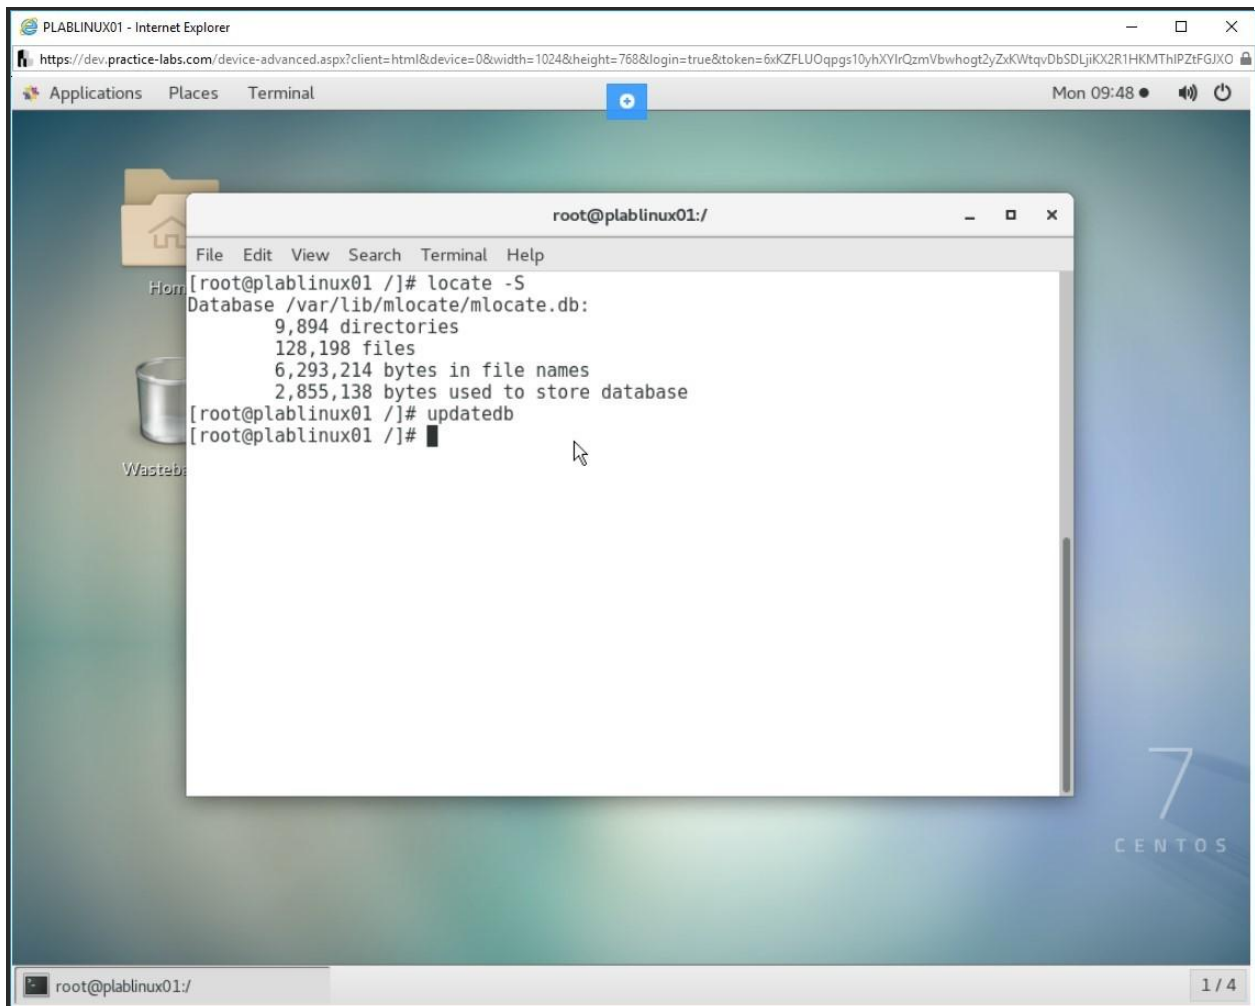 PLABLINUX01 - Internet Explorer
https://dev.practice-labs.com/device-advanced.aspx?client=html&device=0&width=1024&height=768&login=true&token=6xKZFLUOqpgs10yhXYIrQzmVbwhogt2yZxKWtqvDbSDLjiKX2R1HKMThIPZtFGJXO
Applications Places Terminal Mon 09:48
root@plablinux01:/
File Edit View Search Terminal Help
[root@plablinux01 /]# locate -S
Database /var/lib/mlocate/mlocate.db:
9,894 directories
128,198 files
6,293,214 bytes in file names
2,855,138 bytes used to store database
[root@plablinux01 /]# updatedb
[root@plablinux01 /]#
Hom
Wasteb
7
CENTOS
root@plablinux01:/
1 / 4